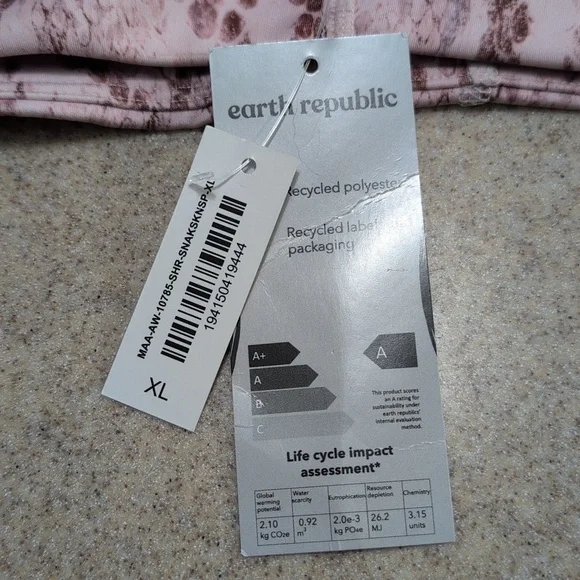 earth republic
Recycled polyester
Recycled label
packaging
MAA-AW-10785-SHR-SNAKSKNSP-XL
194150419444
XL
A+
A
B
C
A
This product scores
an A rating for
sustainability under
earth republics'
internal evaluation
method.
Life cycle impact
assessment*
Global warming potential
Water scarcity
Eutrophication
Resource depletion
Chemistry
2.10 kg CO₂e
0.92 m³
2.0e-3 kg PO₄e
26.2 MJ
3.15 units